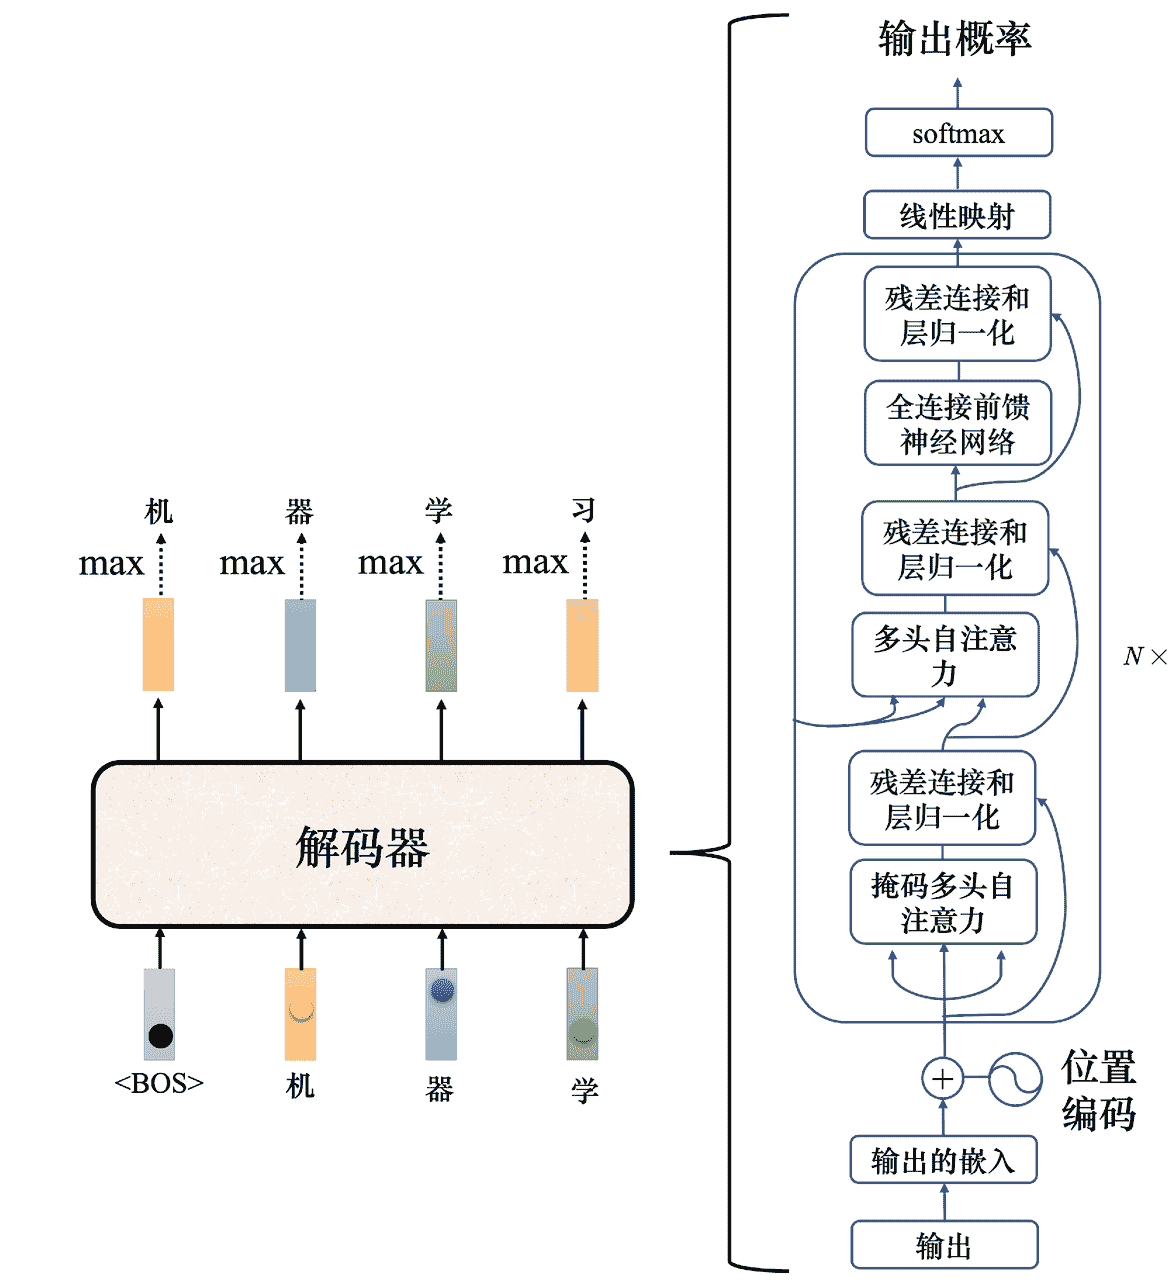 机 器 学 习
max max max max
解码器
<BOS> 机 器 学
输出概率
softmax
线性映射
残差连接和
层归一化
全连接前馈
神经网络
残差连接和
层归一化
多头自注意
力
N ×
残差连接和
层归一化
掩码多头自
注意力
+
位置
编码
输出的嵌入
输出